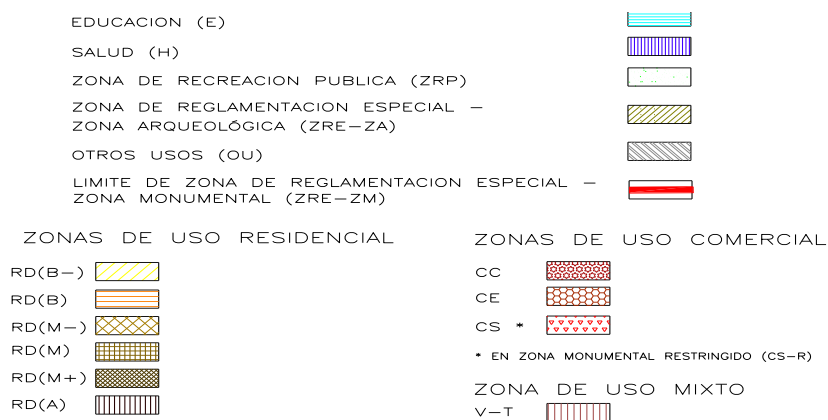 EDUCACION (E)
SALUD (H)
ZONA DE RECREACION PUBLICA (ZRP)
ZONA DE REGLAMENTACION ESPECIAL –
ZONA ARQUEOLÓGICA (ZRE–ZA)
OTROS USOS (OU)
LIMITE DE ZONA DE REGLAMENTACION ESPECIAL –
ZONA MONUMENTAL (ZRE–ZM)
ZONAS DE USO RESIDENCIAL
RD(B–)
RD(B)
RD(M–)
RD(M)
RD(M+)
RD(A)
ZONAS DE USO COMERCIAL
CC
CE
CS *
* EN ZONA MONUMENTAL RESTRINGIDO (CS–R)
ZONA DE USO MIXTO
V–T